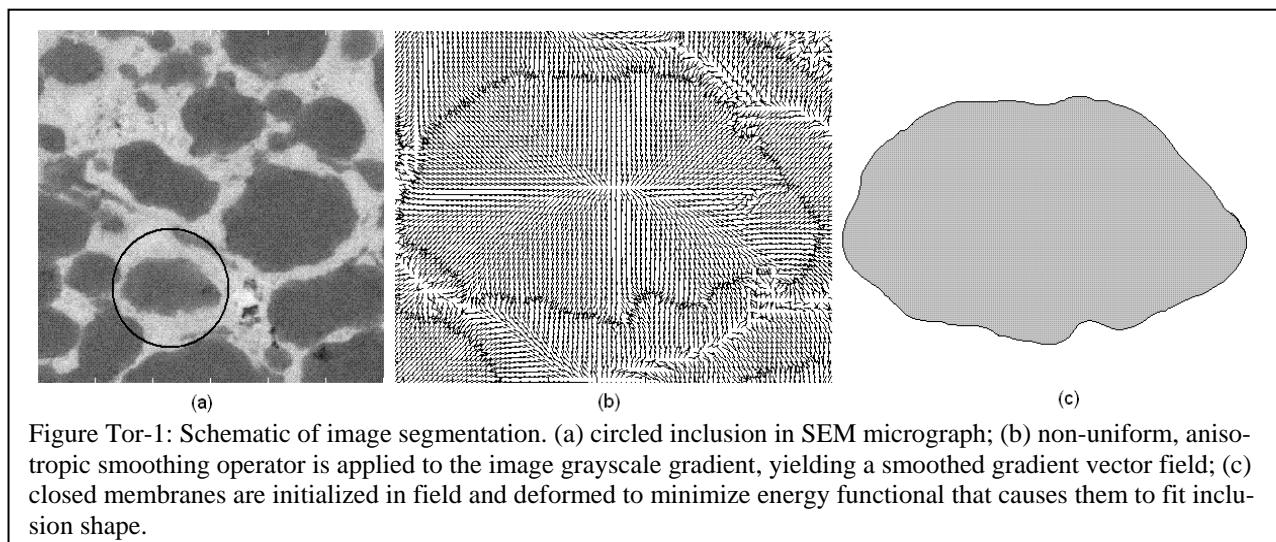 (a)
(b)
(c)
Figure Tor-1: Schematic of image segmentation. (a) circled inclusion in SEM micrograph; (b) non-uniform, aniso-
tropic smoothing operator is applied to the image grayscale gradient, yielding a smoothed gradient vector field; (c)
closed membranes are initialized in field and deformed to minimize energy functional that causes them to fit inclu-
sion shape.